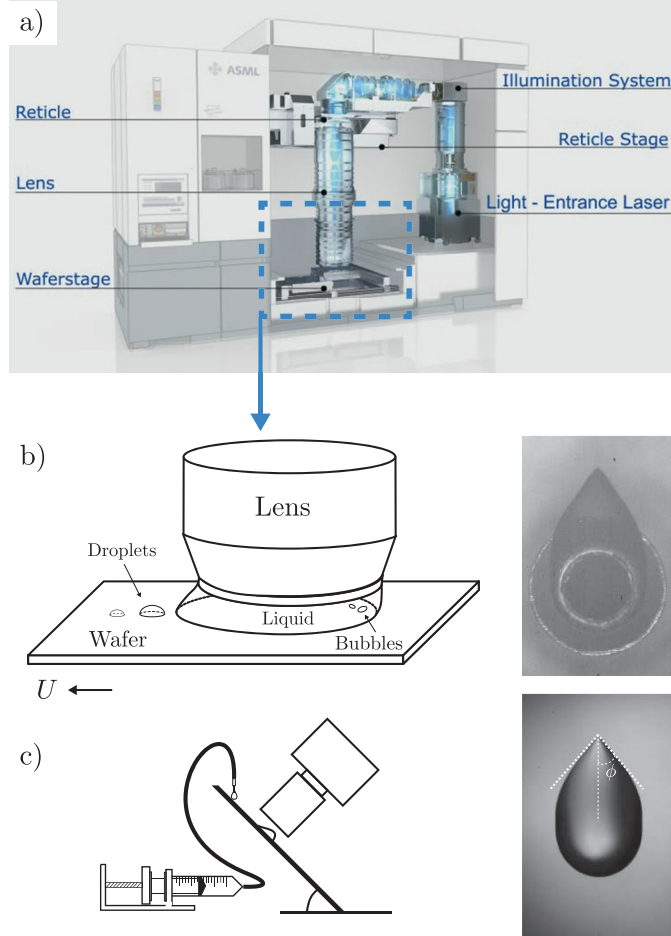 a)
ASML
Illumination System
Reticle
Reticle Stage
Lens
Light - Entrance Laser
Waferstage
b)
Lens
Droplets
Liquid
Wafer
Bubbles
U
c)
ϕ